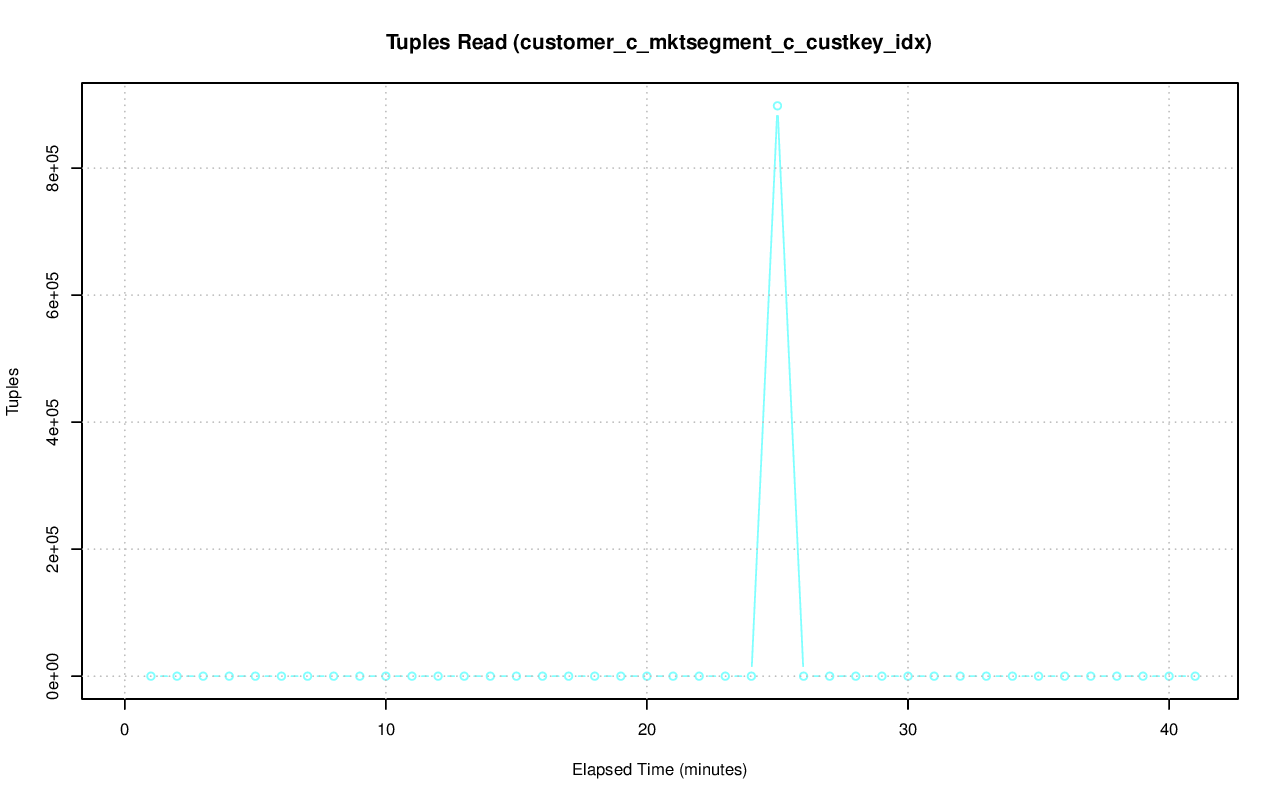 Tuples Read (customer_c_mktsegment_c_custkey_idx)
Tuples
8e+05
6e+05
4e+05
2e+05
0e+00
0 10 20 30 40
Elapsed Time (minutes)